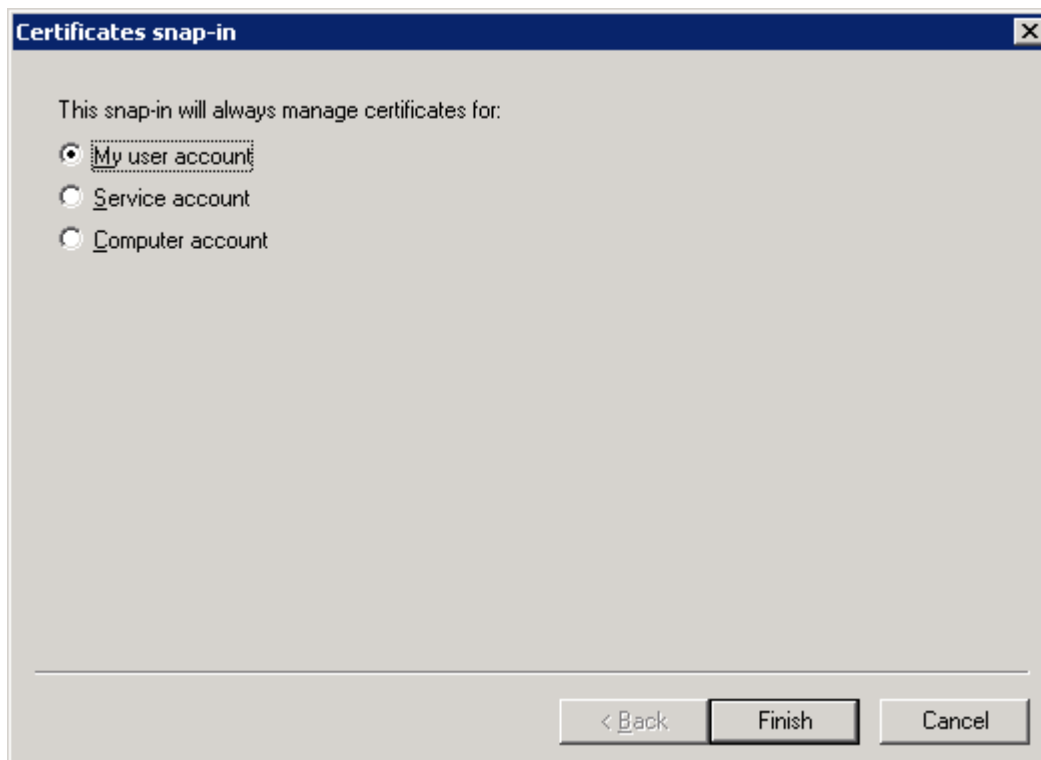 Certificates snap-in
This snap-in will always manage certificates for:
My user account
Service account
Computer account
< Back Finish Cancel